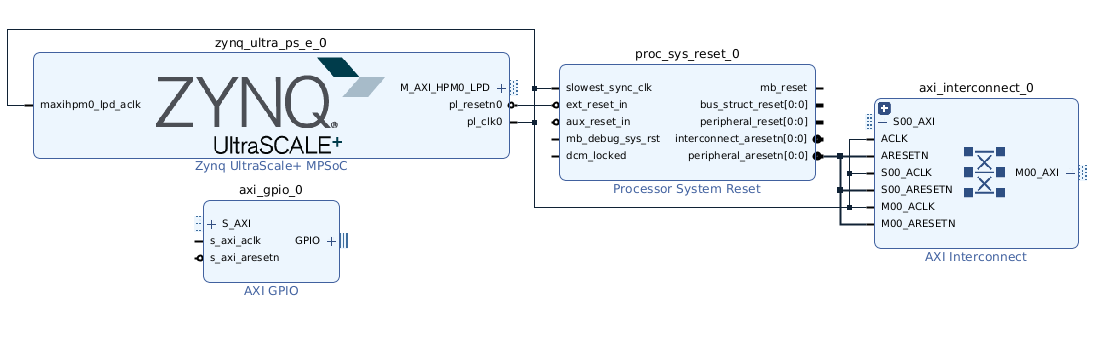 zynq_ultra_ps_e_0
maxihpm0_lpd_aclk
ZYNQ
UltraSCALE+
M_AXI_HPM0_LPD
pl_resetn0
pl_clk0
Zynq UltraScale+ MPSoC
proc_sys_reset_0
slowest_sync_clk
ext_reset_in
aux_reset_in
mb_debug_sys_rst
dcm_locked
mb_reset
bus_struct_reset[0:0]
peripheral_reset[0:0]
interconnect_aresetn[0:0]
peripheral_aresetn[0:0]
Processor System Reset
axi_interconnect_0
S00_AXI
ACLK
ARESETN
S00_ACLK
S00_ARESETN
M00_ACLK
M00_ARESETN
M00_AXI
AXI Interconnect
axi_gpio_0
S_AXI
s_axi_aclk
s_axi_aresetn
GPIO
AXI GPIO